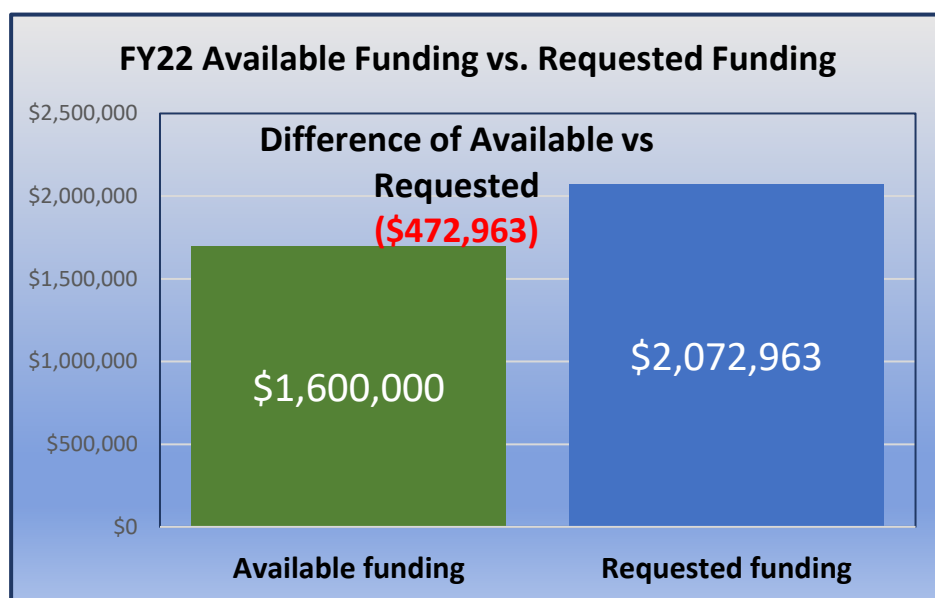 FY22 Available Funding vs. Requested Funding
$2,500,000
Difference of Available vs
Requested
($472,963)
$2,000,000
$1,500,000
$1,000,000
$500,000
$0
$1,600,000
$2,072,963
Available funding
Requested funding